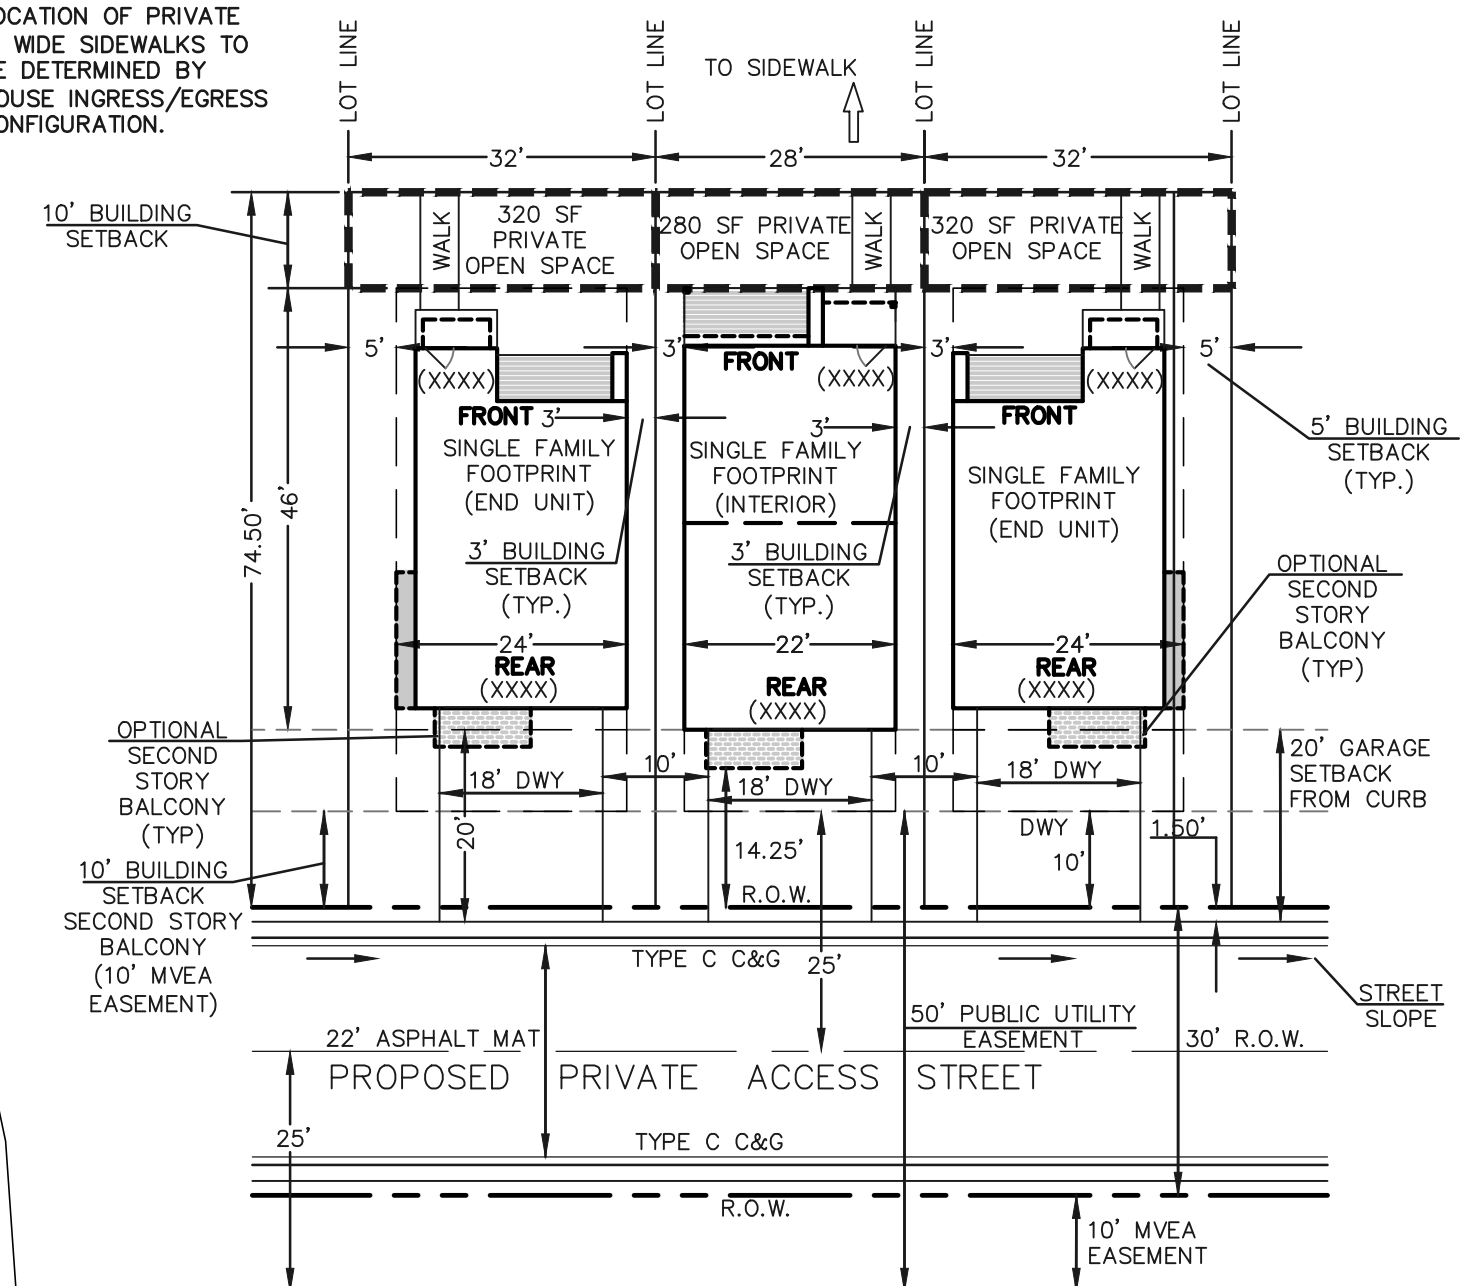 OCATION OF PRIVATE
WIDE SIDEWALKS TO
E DETERMINED BY
OUSE INGRESS/EGRESS
ONFIGURATION.
LOT LINE
LOT LINE
LOT LINE
LOT LINE
TO SIDEWALK
32'
28'
32'
10' BUILDING
SETBACK
WALK
320 SF
PRIVATE
OPEN SPACE
280 SF PRIVATE
OPEN SPACE
WALK
320 SF PRIVATE
OPEN SPACE
WALK
5'
3'
3'
5'
(XXXX)
FRONT
(XXXX)
(XXXX)
FRONT
3'
3'
FRONT
5' BUILDING
SETBACK
(TYP.)
SINGLE FAMILY
FOOTPRINT
(END UNIT)
SINGLE FAMILY
FOOTPRINT
(INTERIOR)
SINGLE FAMILY
FOOTPRINT
(END UNIT)
74.50'
46'
3' BUILDING
SETBACK
(TYP.)
3' BUILDING
SETBACK
(TYP.)
OPTIONAL
SECOND
STORY
BALCONY
(TYP)
24'
22'
24'
REAR
(XXXX)
REAR
(XXXX)
REAR
(XXXX)
OPTIONAL
SECOND
STORY
BALCONY
(TYP)
10'
10'
18' DWY
18' DWY
18' DWY
20' GARAGE
SETBACK
FROM CURB
20'
14.25'
DWY
10'
1.50'
10' BUILDING
SETBACK
SECOND STORY
BALCONY
(10' MVEA
EASEMENT)
R.O.W.
TYPE C C&G
25'
STREET
SLOPE
50' PUBLIC UTILITY
EASEMENT
22' ASPHALT MAT
30' R.O.W.
PROPOSED PRIVATE ACCESS STREET
25'
TYPE C C&G
R.O.W.
10' MVEA
EASEMENT